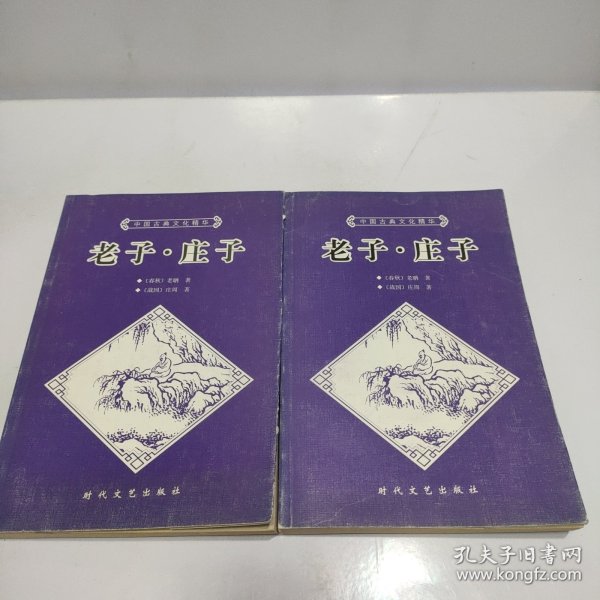 中国古典文化精华
老子·庄子
◆〔春秋〕老聃 著
◆〔战国〕庄周 著
时代文艺出版社
中国古典文化精华
老子·庄子
◆〔春秋〕老聃 著
◆〔战国〕庄周 著
时代文艺出版社
孔夫子旧书网
www.kongfz.com